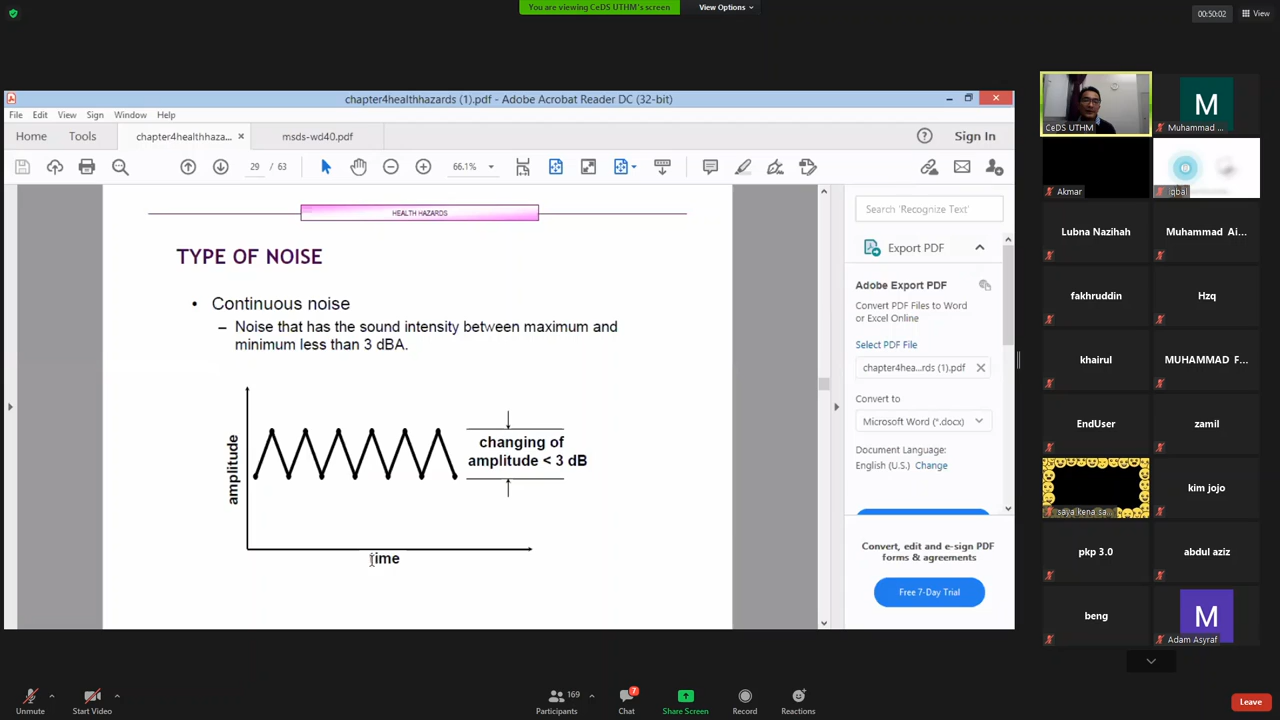 You are viewing CeDS UTHM's screen
View Options
00:50:02
View
chapter4healthhazards (1).pdf - Adobe Acrobat Reader DC (32-bit)
File Edit View Sign Window Help
Home Tools
chapter4healthhaza...
msds-wd40.pdf
Sign In
29 / 63
66.1%
HEALTH HAZARDS
TYPE OF NOISE
• Continuous noise
– Noise that has the sound intensity between maximum and
minimum less than 3 dBA.
amplitude
changing of
amplitude < 3 dB
time
Search 'Recognize Text'
Export PDF
Adobe Export PDF
Convert PDF Files to Word
or Excel Online
Select PDF File
chapter4hea...rds (1).pdf
Convert to
Microsoft Word (*.docx)
Document Language:
English (U.S.) Change
Convert, edit and e-sign PDF
forms & agreements
Free 7-Day Trial
CeDS UTHM
M
Muhammad ...
Akmar
iqbal
Lubna Nazihah
Muhammad Ai...
fakhruddin
Hzq
khairul
MUHAMMAD F...
EndUser
zamil
saya kena sa...
kim jojo
pkp 3.0
abdul aziz
beng
M
Adam Asyraf
Unmute
Start Video
169
Participants
7
Chat
Share Screen
Record
Reactions
Leave